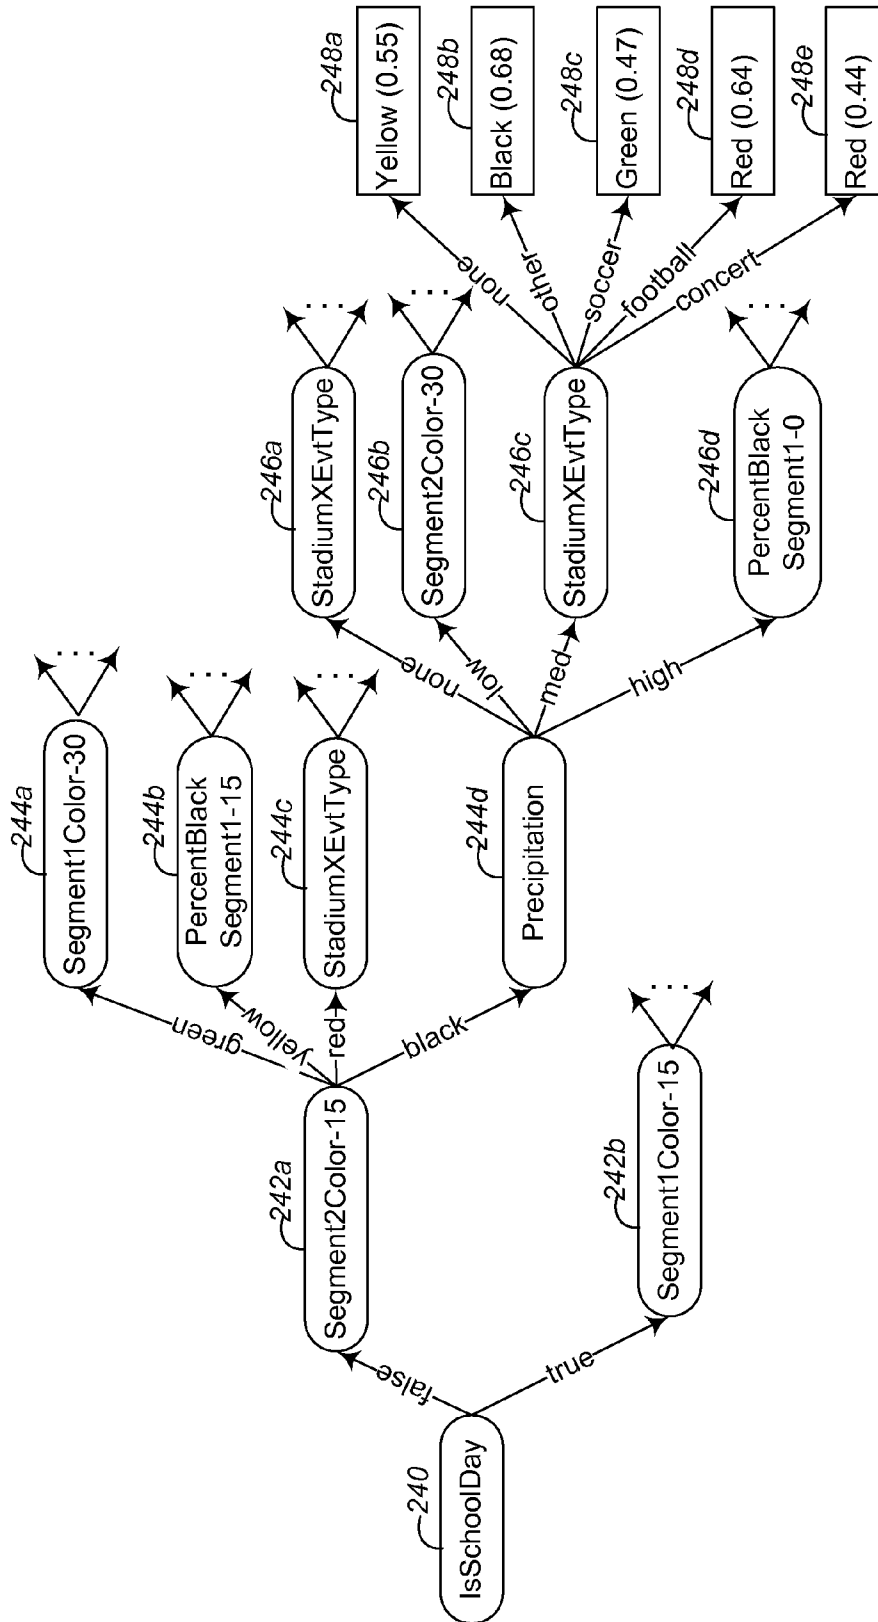 240
IsSchoolDay
false
true
242a
Segment2Color-15
242b
Segment1Color-15
green
yellow
red
black
244a
Segment1Color-30
244b
PercentBlack
Segment1-15
244c
StadiumXEvtType
244d
Precipitation
none
low
med
high
246a
StadiumXEvtType
246b
Segment2Color-30
246c
StadiumXEvtType
246d
PercentBlack
Segment1-0
none
other
soccer
football
concert
248a
Yellow (0.55)
248b
Black (0.68)
248c
Green (0.47)
248d
Red (0.64)
248e
Red (0.44)